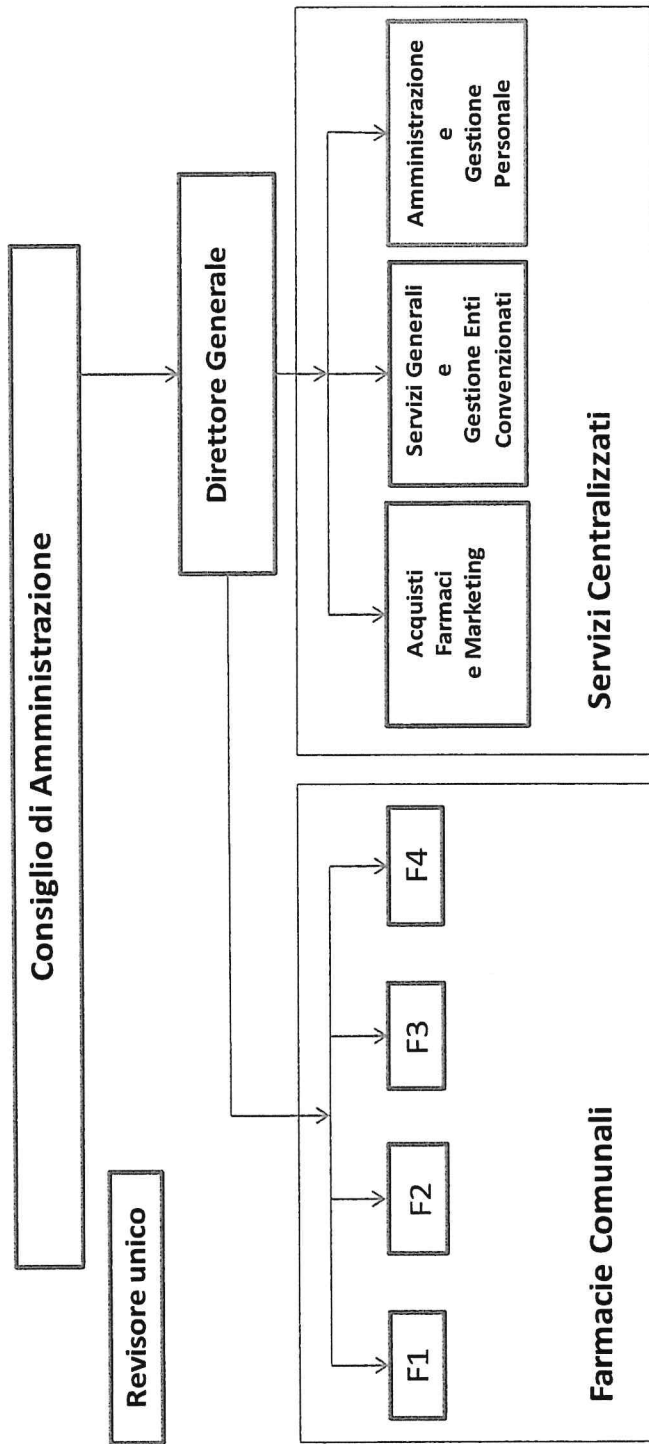 Consiglio di Amministrazione
Revisore unico
Direttore Generale
F1
F2
F3
F4
Farmacie Comunali
Acquisti
Farmaci
e Marketing
Servizi Generali
e
Gestione Enti
Convenzionati
Amministrazione
e
Gestione
Personale
Servizi Centralizzati